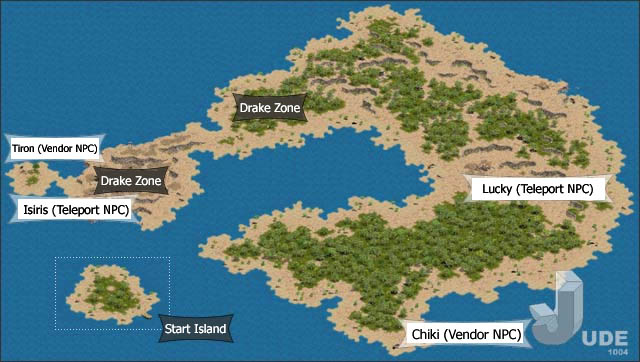 Drake Zone
Tiron (Vendor NPC)
Drake Zone
Lucky (Teleport NPC)
Isiris (Teleport NPC)
Start Island
Chiki (Vendor NPC)
JUDE
1004